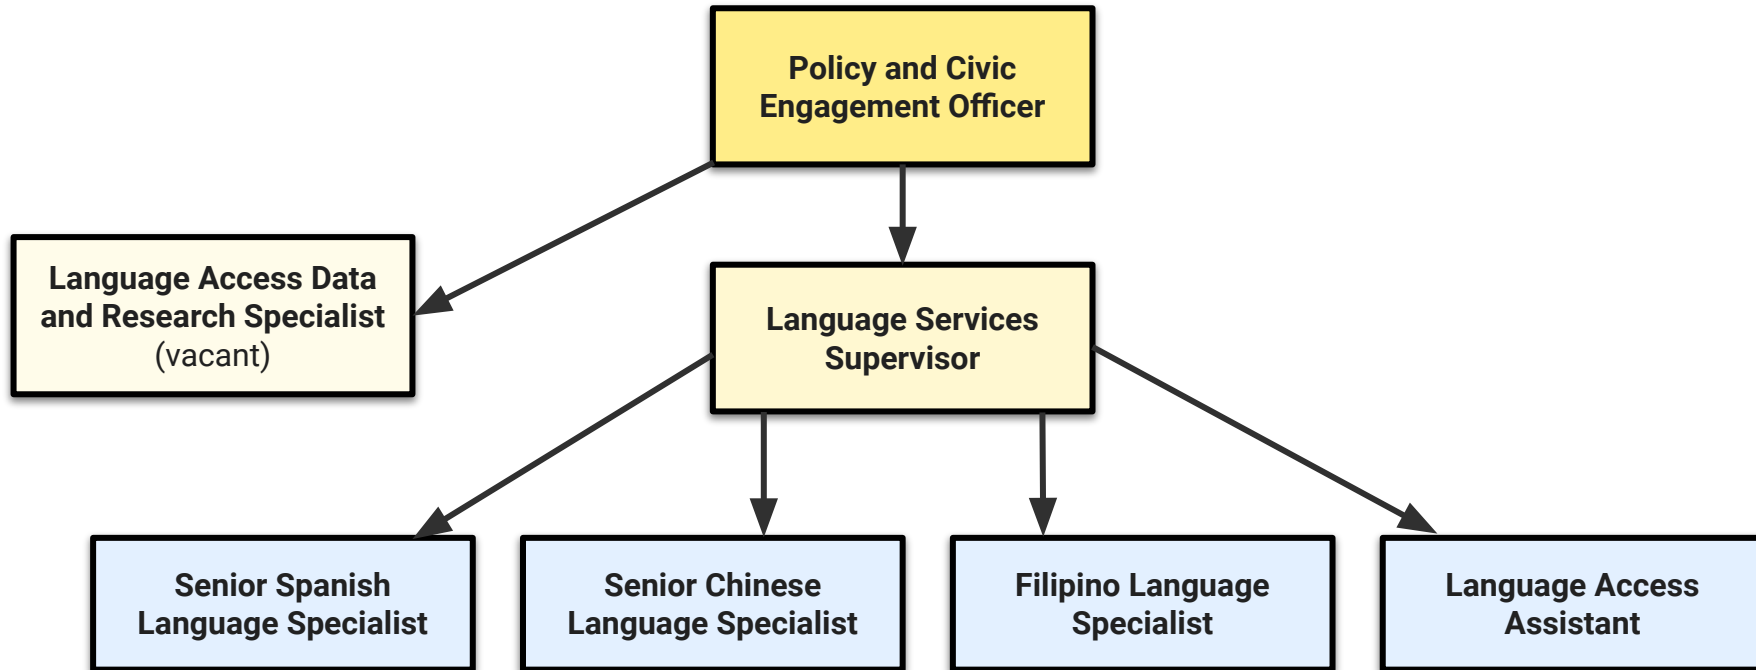 Policy and Civic
Engagement Officer
Language Access Data
and Research Specialist
(vacant)
Language Services
Supervisor
Senior Spanish
Language Specialist
Senior Chinese
Language Specialist
Filipino Language
Specialist
Language Access
Assistant